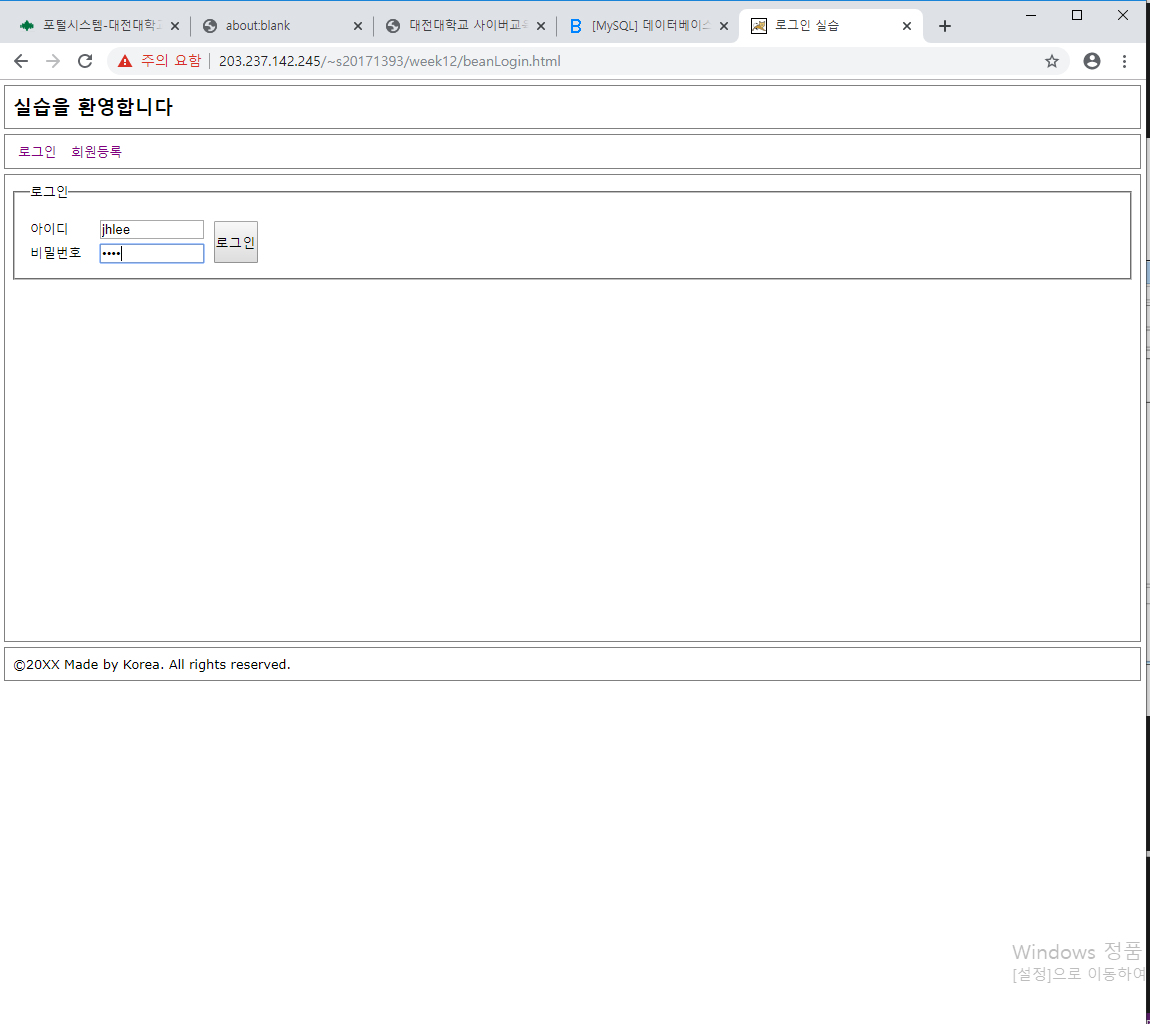 포털시스템-대전대학교
about:blank
대전대학교 사이버교육
[MySQL] 데이터베이스
로그인 실습
주의 요함
203.237.142.245/~s20171393/week12/beanLogin.html
실습을 환영합니다
로그인 회원등록
로그인
아이디 jhlee
로그인
비밀번호 ••••
©20XX Made by Korea. All rights reserved.
Windows 정품
[설정]으로 이동하여